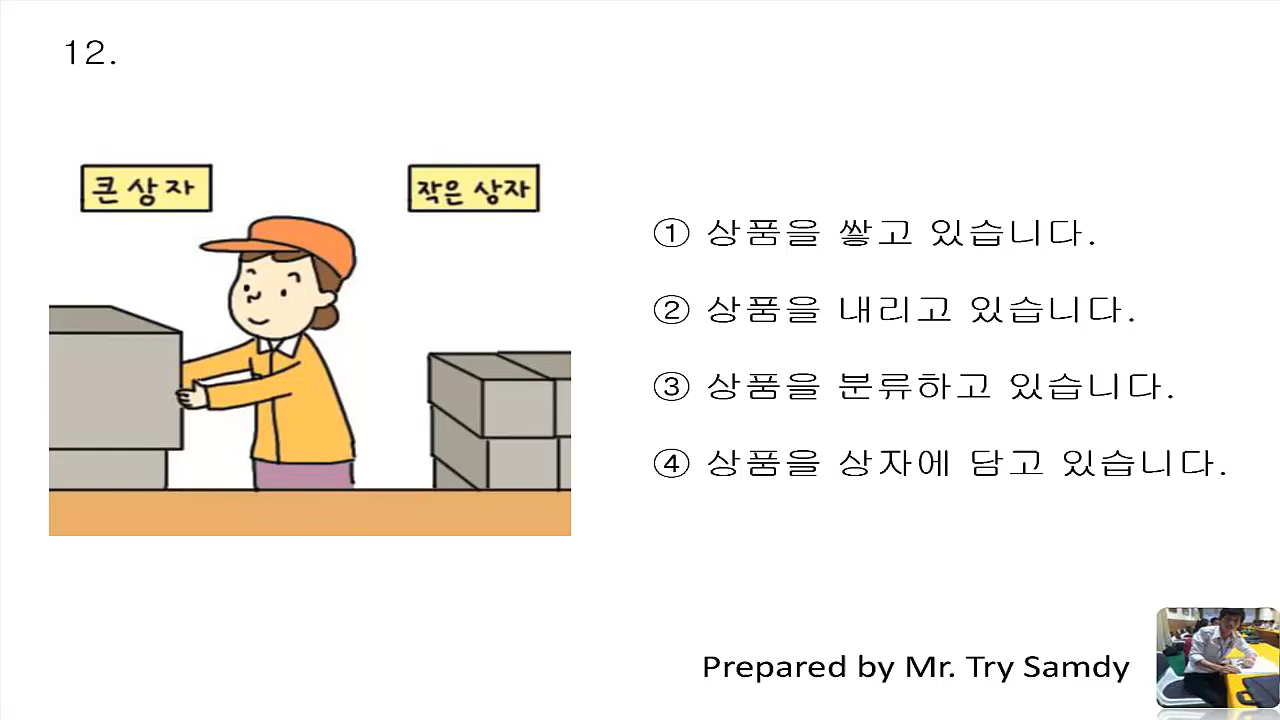 12.
큰 상자
작은 상자
① 상품을 쌓고 있습니다.
② 상품을 내리고 있습니다.
③ 상품을 분류하고 있습니다.
④ 상품을 상자에 담고 있습니다.
Prepared by Mr. Try Samdy